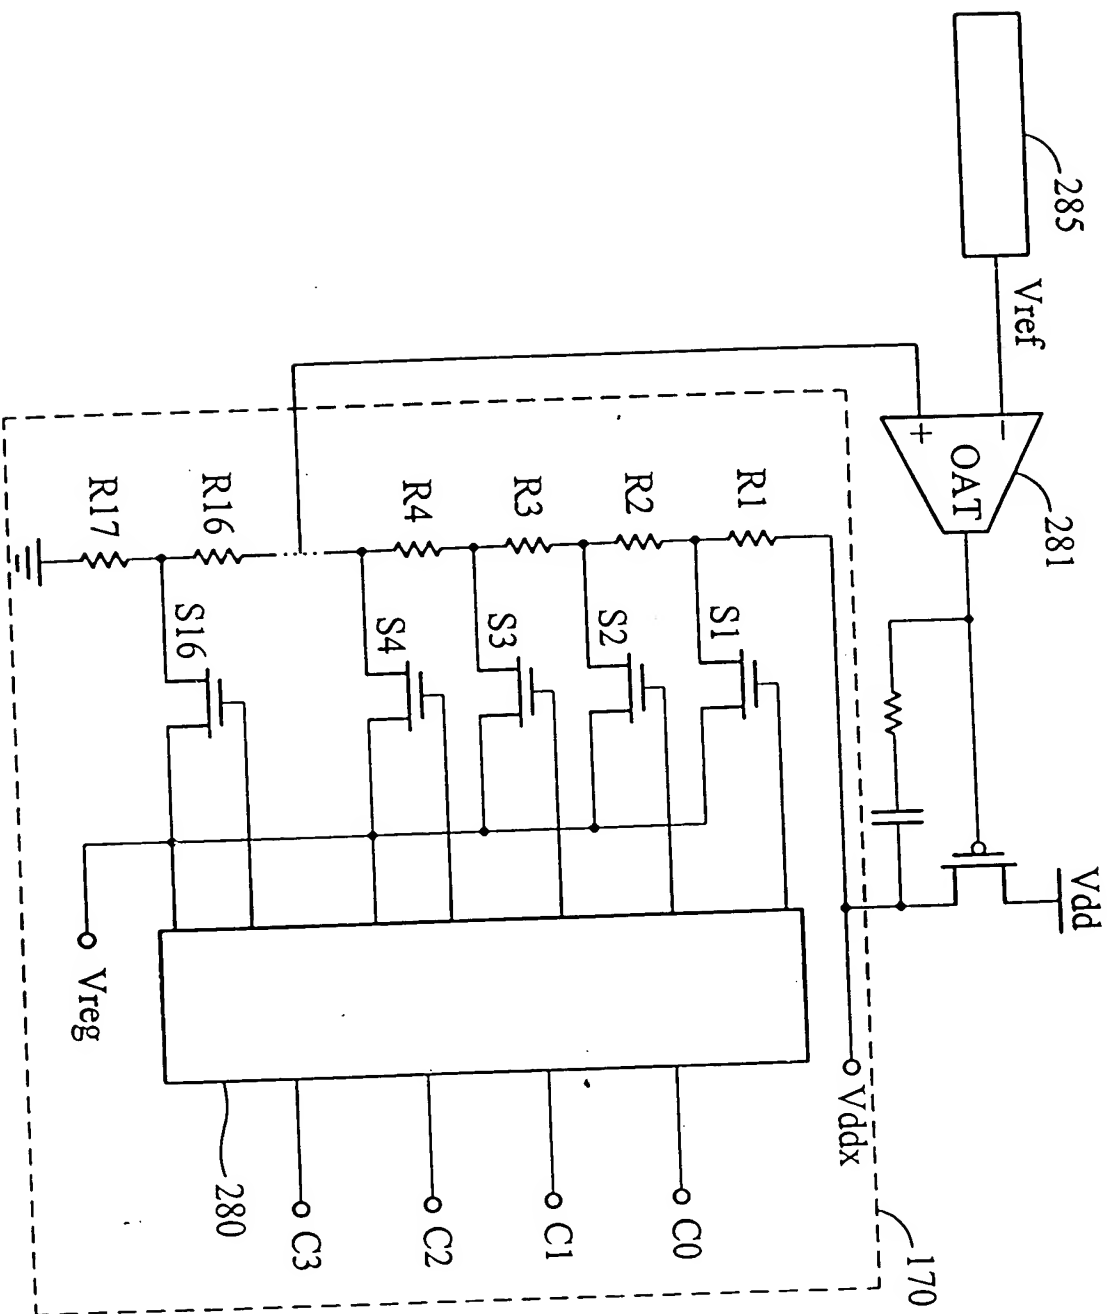 285
Vref
281
OAT
−
+
Vdd
Vddx
170
R1
R2
R3
R4
R16
R17
S1
S2
S3
S4
S16
280
C0
C1
C2
C3
Vreg